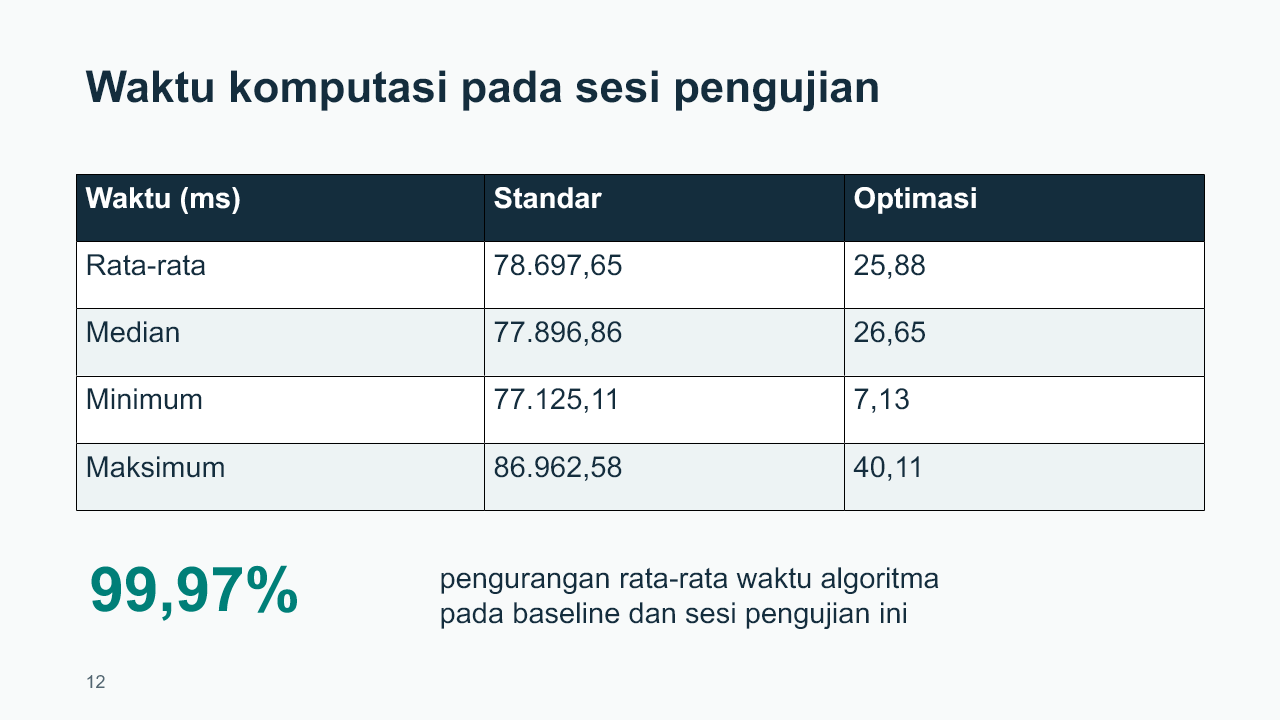 Waktu komputasi pada sesi pengujian
Waktu (ms) Standar Optimasi
Rata-rata 78.697,65 25,88
Median 77.896,86 26,65
Minimum 77.125,11 7,13
Maksimum 86.962,58 40,11
99,97%
pengurangan rata-rata waktu algoritma
pada baseline dan sesi pengujian ini
12